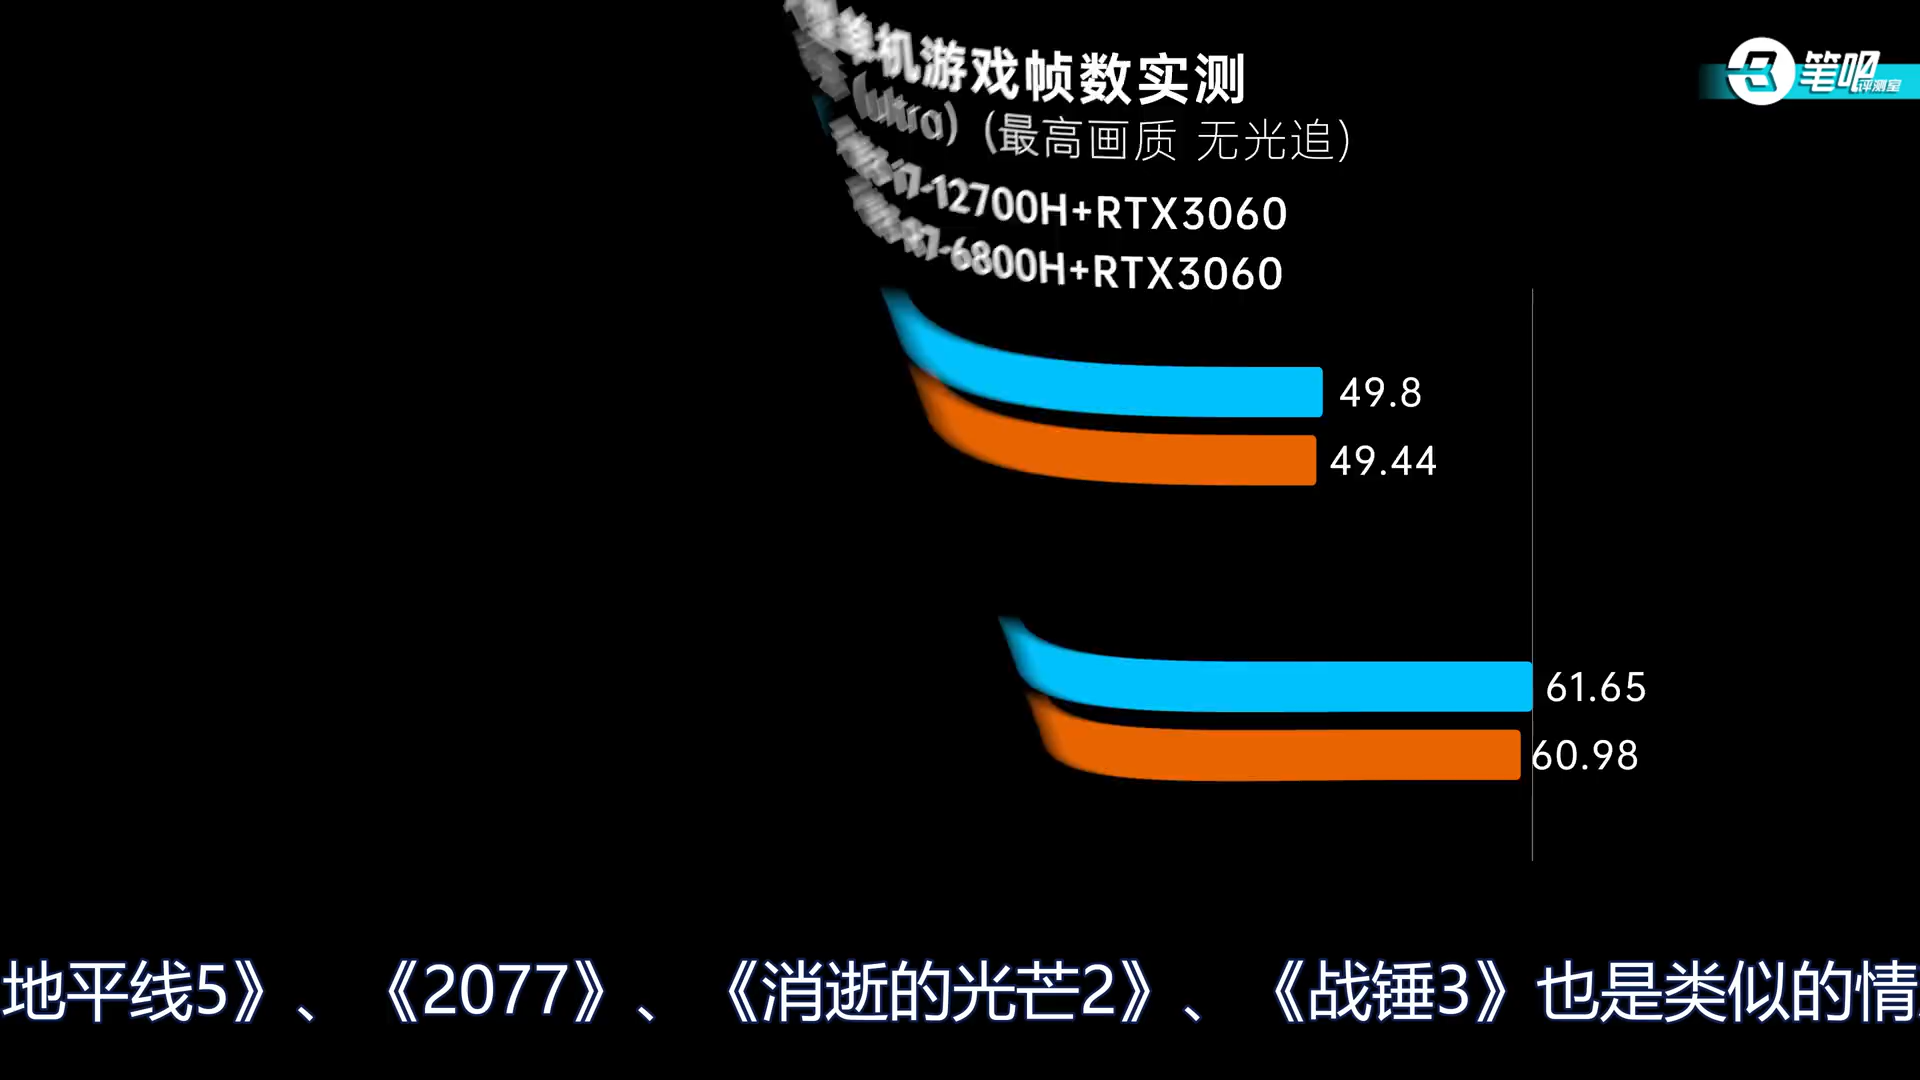 单机游戏帧数实测
笔吧评测室
(Ultra) (最高画质 无光追)
i7-12700H+RTX3060
R7-6800H+RTX3060
49.8
49.44
61.65
60.98
地平线5》、《2077》、《消逝的光芒2》、《战锤3》也是类似的情